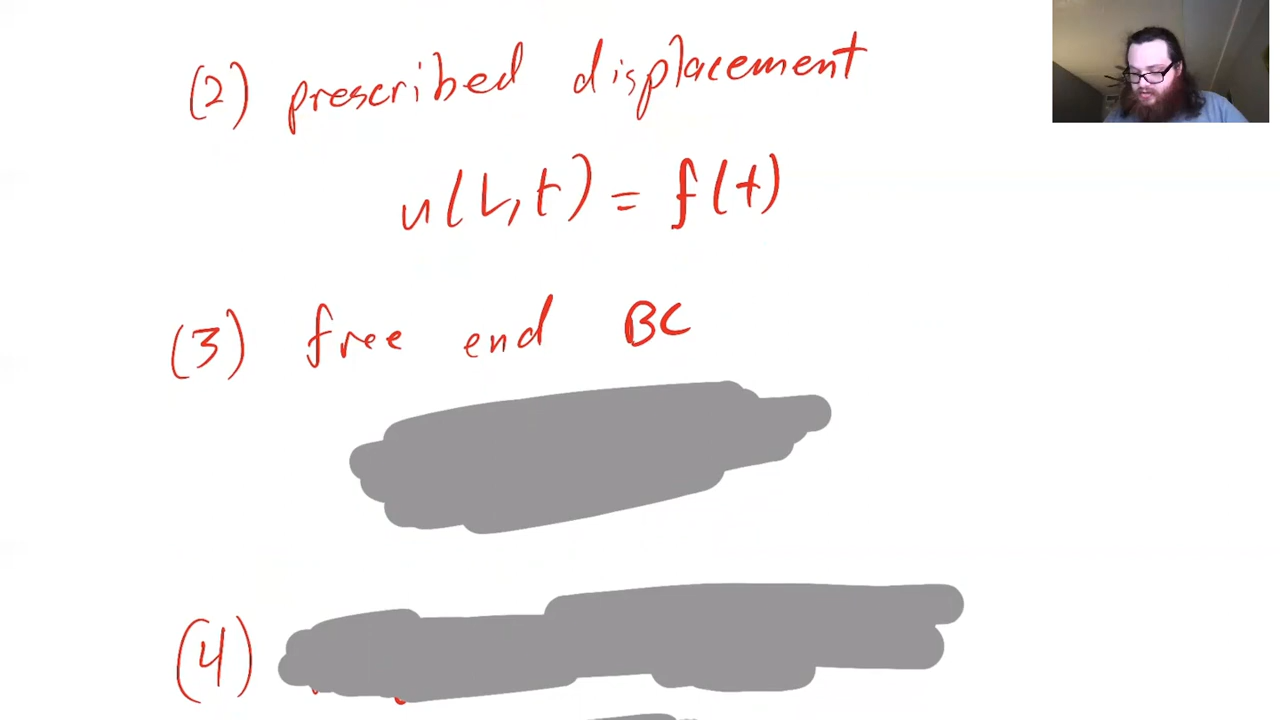 (2) prescribed displacement
u(L,t) = f(t)
(3) free end BC
(4)